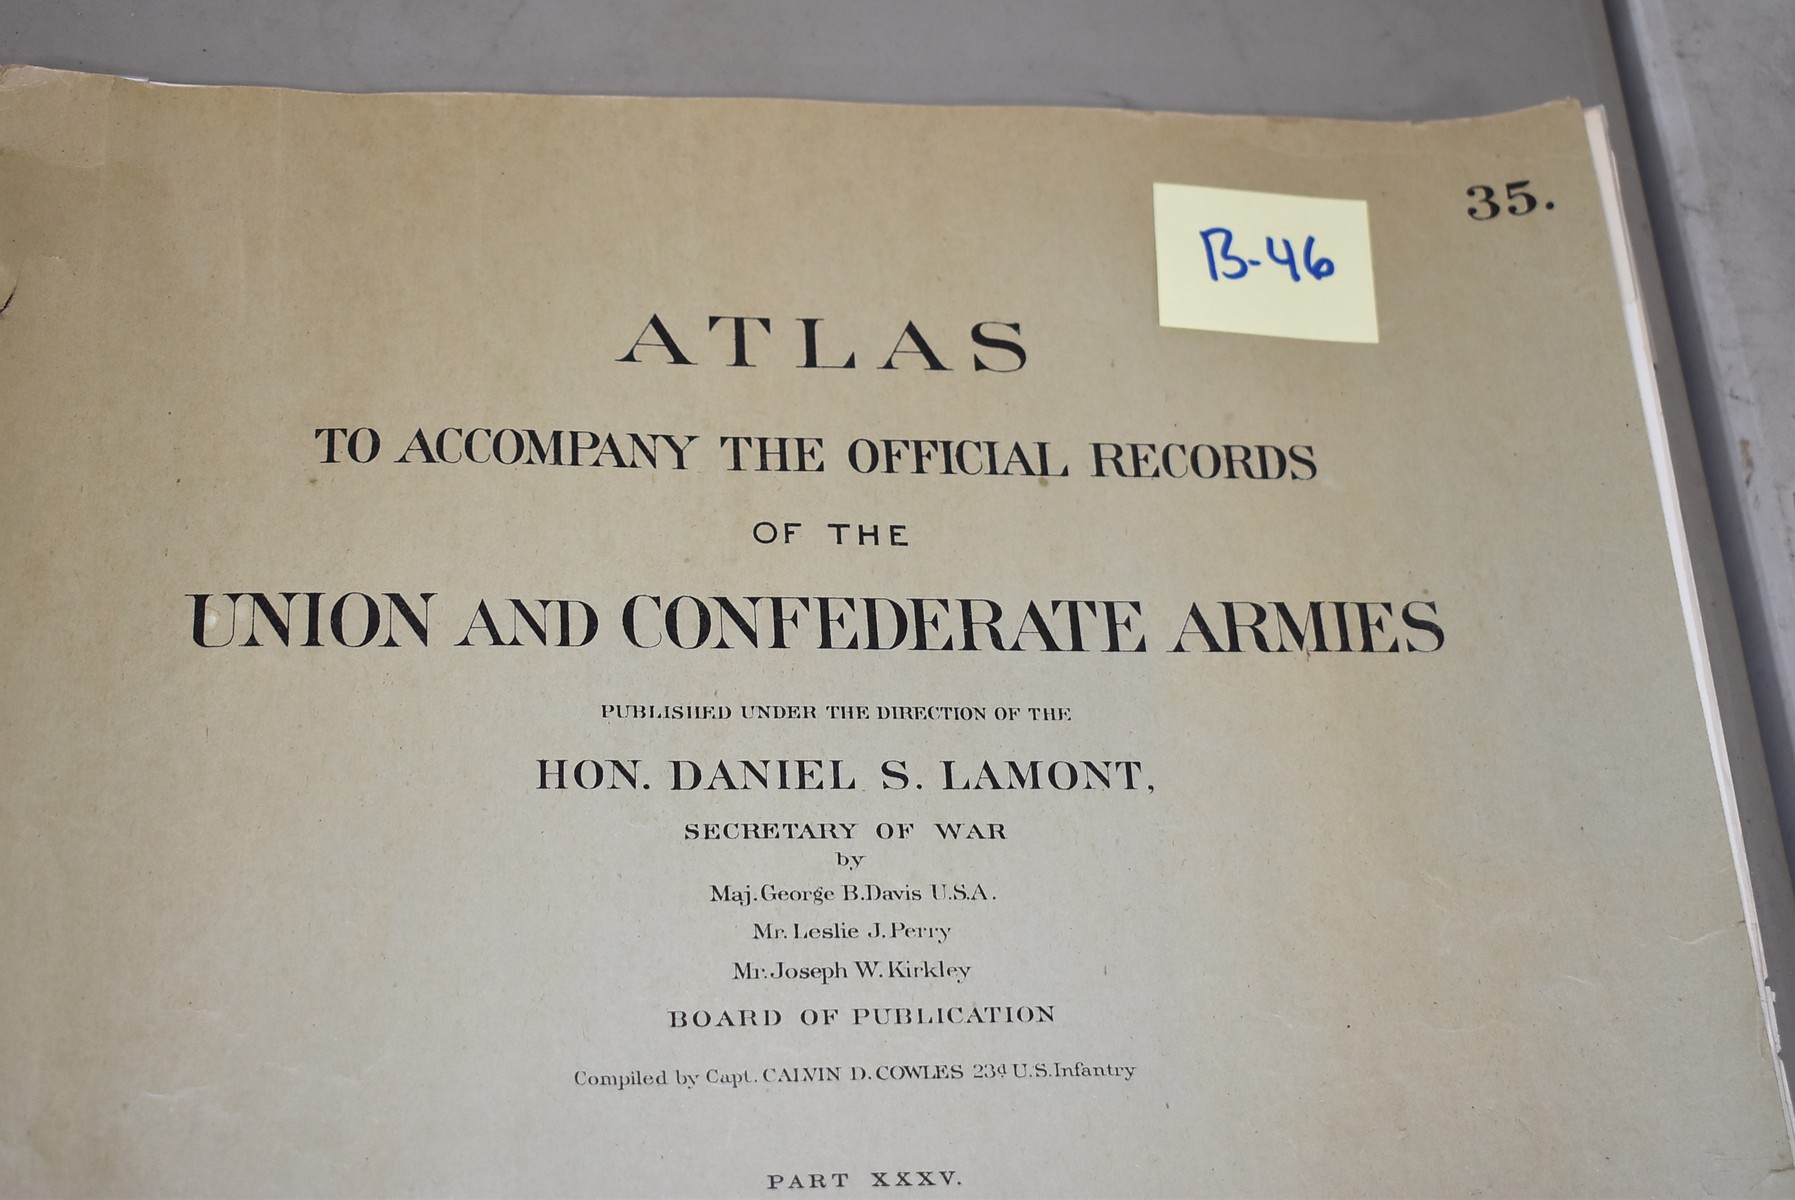 35.
B-46
ATLAS
TO ACCOMPANY THE OFFICIAL RECORDS
OF THE
UNION AND CONFEDERATE ARMIES
PUBLISHED UNDER THE DIRECTION OF THE
HON. DANIEL S. LAMONT,
SECRETARY OF WAR
by
Maj. George B. Davis U.S.A.
Mr. Leslie J. Perry
Mr. Joseph W. Kirkley
BOARD OF PUBLICATION
Compiled by Capt. CALVIN D. COWLES 23d U.S. Infantry
PART XXXV.